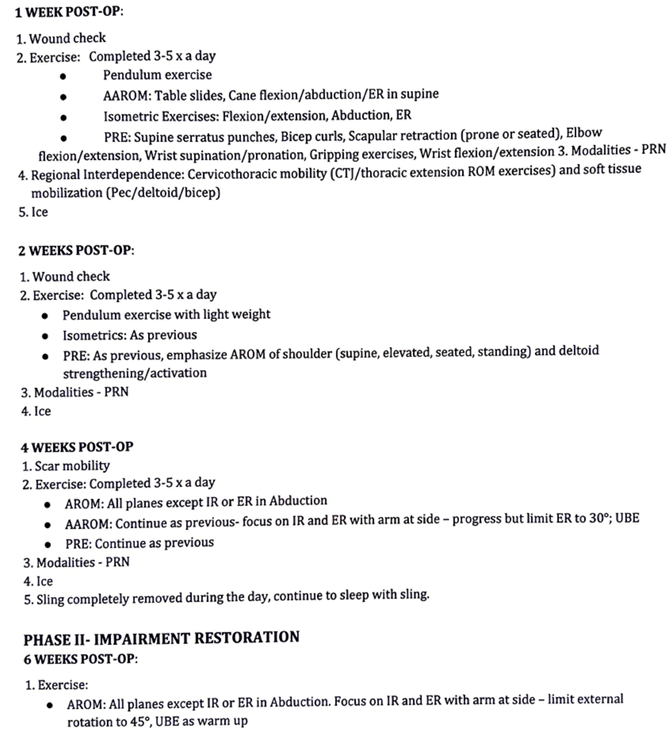 1 WEEK POST-OP:
1. Wound check
2. Exercise: Completed 3-5 x a day
● Pendulum exercise
● AAROM: Table slides, Cane flexion/abduction/ER in supine
● Isometric Exercises: Flexion/extension, Abduction, ER
● PRE: Supine serratus punches, Bicep curls, Scapular retraction (prone or seated), Elbow
flexion/extension, Wrist supination/pronation, Gripping exercises, Wrist flexion/extension 3. Modalities - PRN
4. Regional Interdependence: Cervicothoracic mobility (CTJ/thoracic extension ROM exercises) and soft tissue
mobilization (Pec/deltoid/bicep)
5. Ice
2 WEEKS POST-OP:
1. Wound check
2. Exercise: Completed 3-5 x a day
● Pendulum exercise with light weight
● Isometrics: As previous
● PRE: As previous, emphasize AROM of shoulder (supine, elevated, seated, standing) and deltoid
strengthening/activation
3. Modalities - PRN
4. Ice
4 WEEKS POST-OP
1. Scar mobility
2. Exercise: Completed 3-5 x a day
● AROM: All planes except IR or ER in Abduction
● AAROM: Continue as previous- focus on IR and ER with arm at side – progress but limit ER to 30°; UBE
● PRE: Continue as previous
3. Modalities - PRN
4. Ice
5. Sling completely removed during the day, continue to sleep with sling.
PHASE II- IMPAIRMENT RESTORATION
6 WEEKS POST-OP:
1. Exercise:
● AROM: All planes except IR or ER in Abduction. Focus on IR and ER with arm at side – limit external
rotation to 45°, UBE as warm up